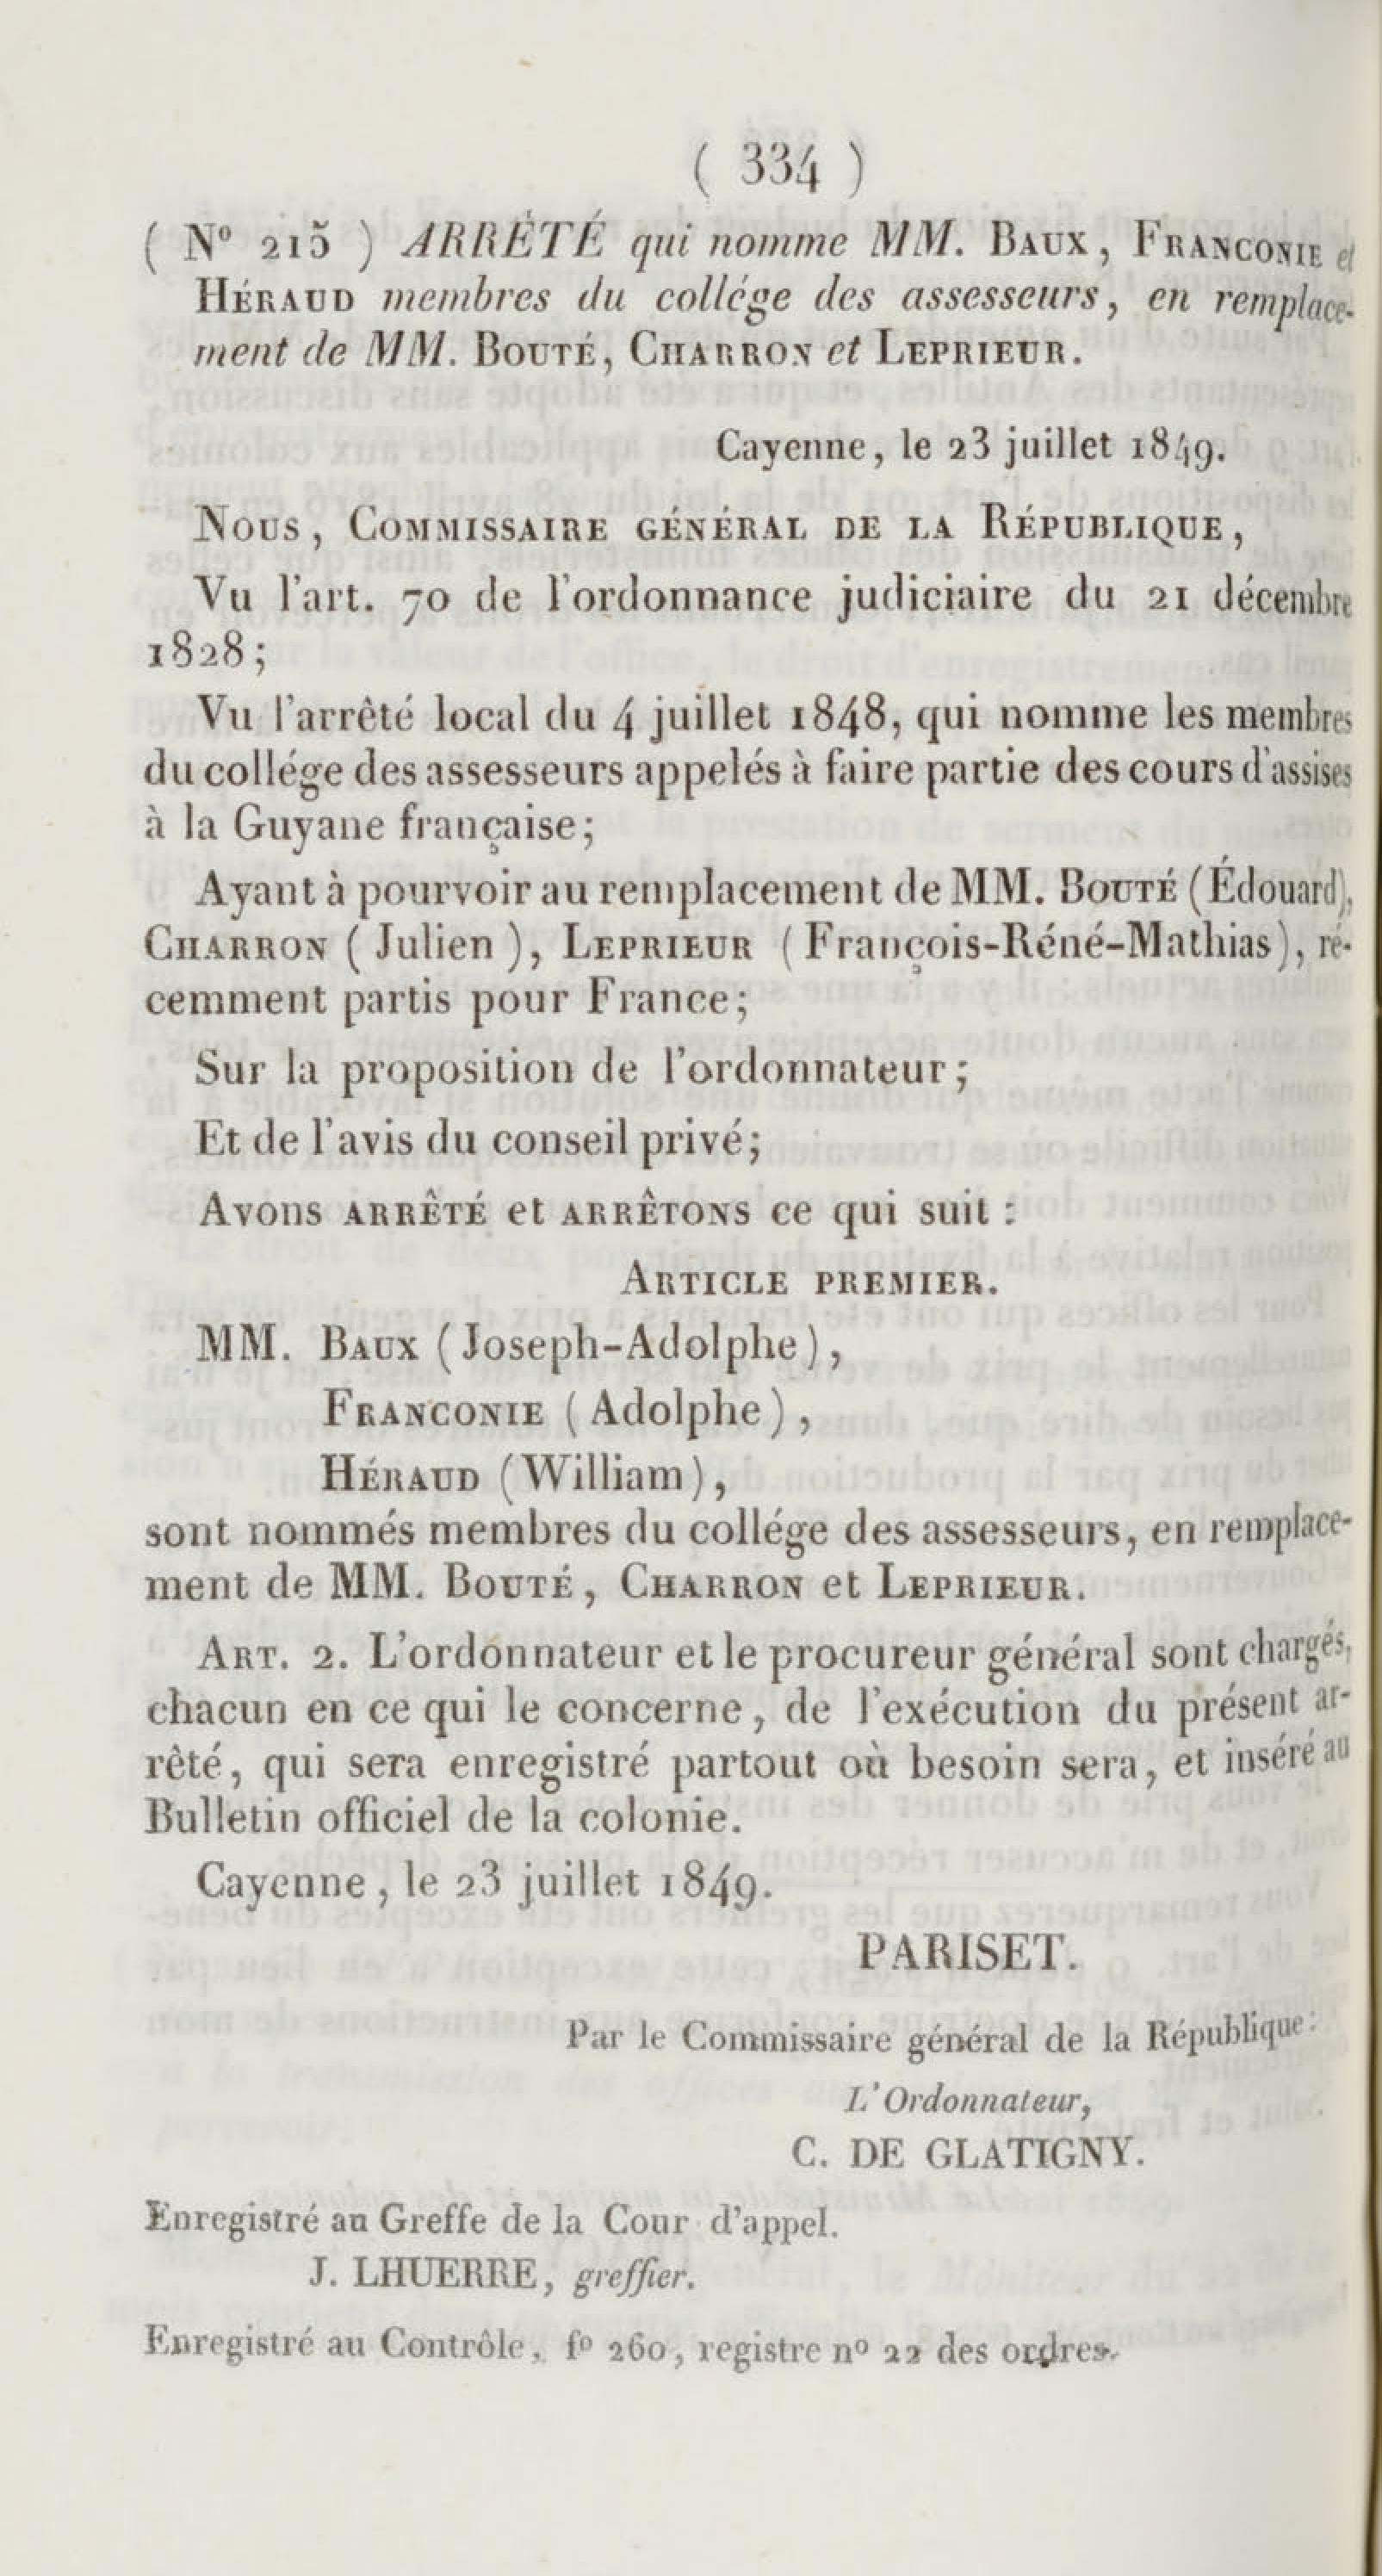 ( 334 )
( N° 215 ) ARRÊTÉ qui nomme MM. BAUX, FRANCONIE et
HÉRAUD membres du collége des assesseurs, en remplace-
ment de MM. BOUTÉ, CHARRON et LEPRIEUR.
Cayenne, le 23 juillet 1849.
NOUS, COMMISSAIRE GÉNÉRAL DE LA RÉPUBLIQUE,
Vu l'art. 70 de l'ordonnance judiciaire du 21 décembre
1828;
Vu l'arrêté local du 4 juillet 1848, qui nomme les membres
du collége des assesseurs appelés à faire partie des cours d'assises
à la Guyane française;
Ayant à pourvoir au remplacement de MM. BOUTÉ (Édouard),
CHARRON (Julien), LEPRIEUR (François-Réné-Mathias), ré-
cemment partis pour France;
Sur la proposition de l'ordonnateur;
Et de l'avis du conseil privé;
AVONS ARRÊTÉ et ARRÊTONS ce qui suit :
ARTICLE PREMIER.
MM. BAUX (Joseph-Adolphe),
FRANCONIE (Adolphe),
HÉRAUD (William),
sont nommés membres du collége des assesseurs, en remplace-
ment de MM. BOUTÉ, CHARRON et LEPRIEUR.
ART. 2. L'ordonnateur et le procureur général sont chargés,
chacun en ce qui le concerne, de l'exécution du présent ar-
rêté, qui sera enregistré partout où besoin sera, et inséré au
Bulletin officiel de la colonie.
Cayenne, le 23 juillet 1849.
PARISET.
Par le Commissaire général de la République:
L'Ordonnateur,
C. DE GLATIGNY.
Enregistré au Greffe de la Cour d'appel.
J. LHUERRE, greffier.
Enregistré au Contrôle, f° 260, registre n° 22 des ordres.